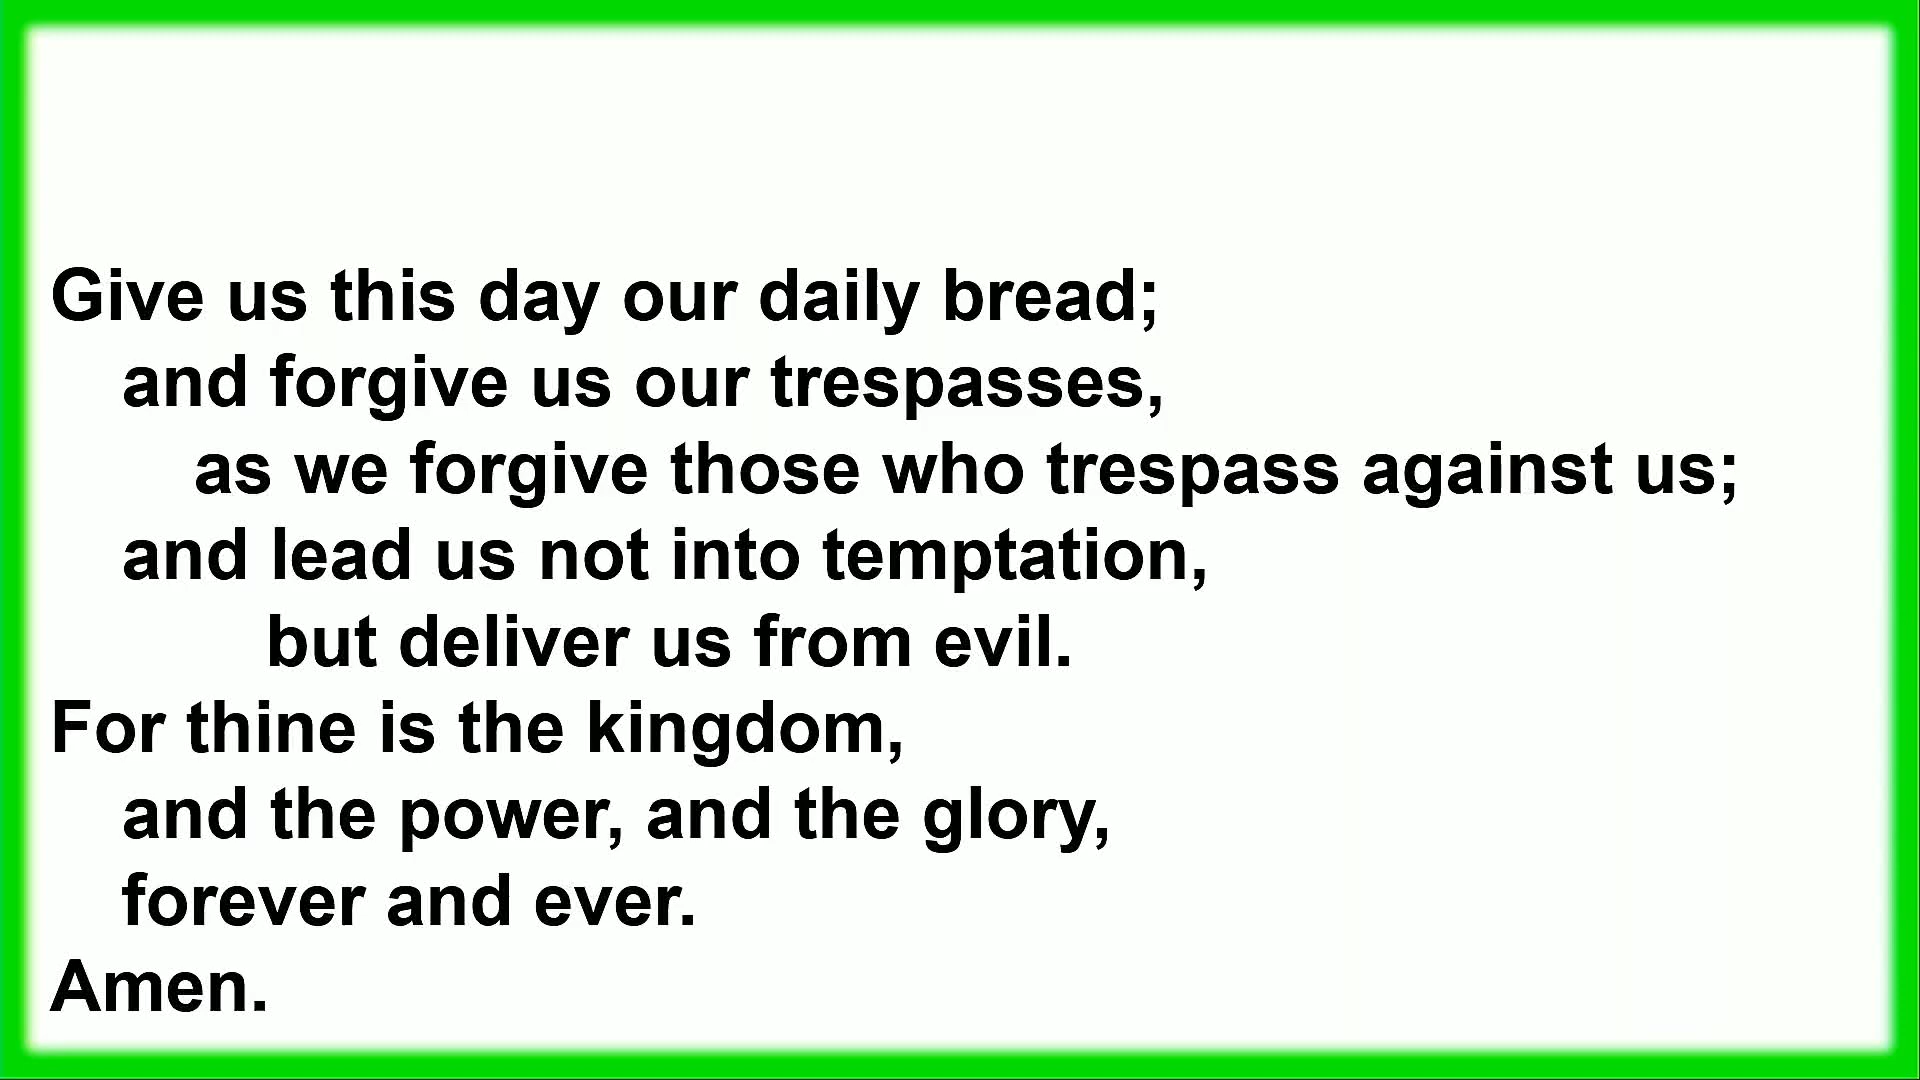 Give us this day our daily bread;
and forgive us our trespasses,
as we forgive those who trespass against us;
and lead us not into temptation,
but deliver us from evil.
For thine is the kingdom,
and the power, and the glory,
forever and ever.
Amen.